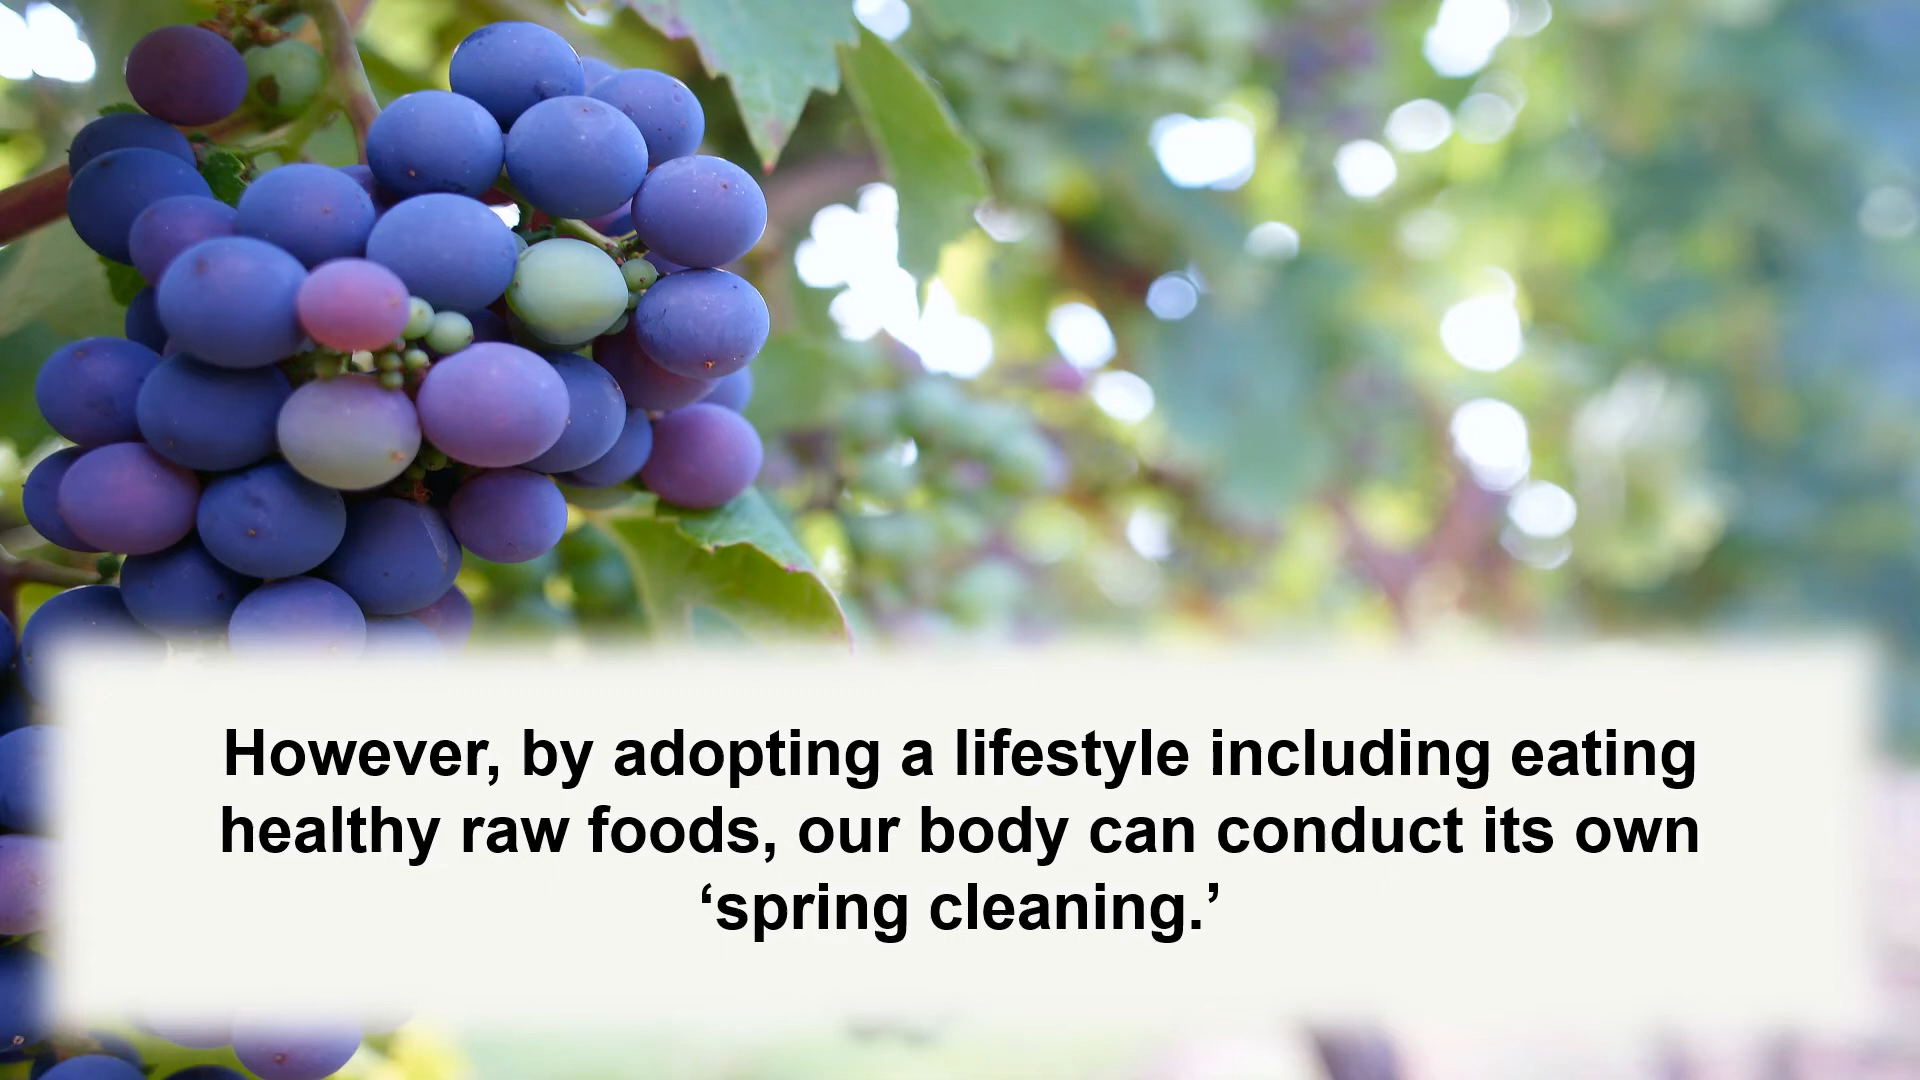 However, by adopting a lifestyle including eating
healthy raw foods, our body can conduct its own
‘spring cleaning.’